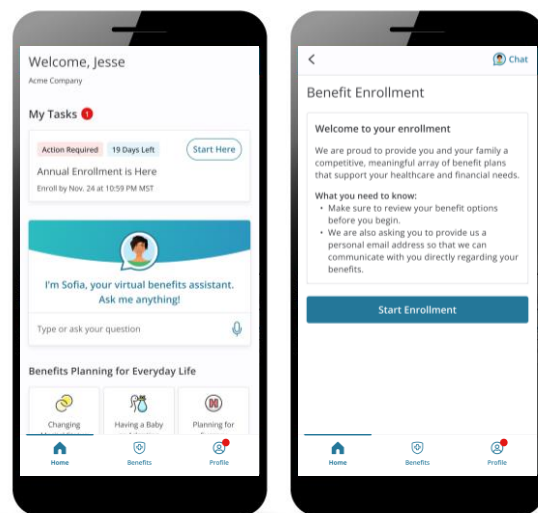 Welcome, Jesse
Acme Company
My Tasks 1
Action Required
19 Days Left
Start Here
Annual Enrollment is Here
Enroll by Nov. 24 at 10:59 PM MST
I'm Sofia, your virtual benefits assistant.
Ask me anything!
Type or ask your question
Benefits Planning for Everyday Life
Changing
Having a Baby
Planning for
Home
Benefits
Profile
Chat
Benefit Enrollment
Welcome to your enrollment
We are proud to provide you and your family a
competitive, meaningful array of benefit plans
that support your healthcare and financial needs.
What you need to know:
• Make sure to review your benefit options
before you begin.
• We are also asking you to provide us a
personal email address so that we can
communicate with you directly regarding your
benefits.
Start Enrollment
Home
Benefits
Profile